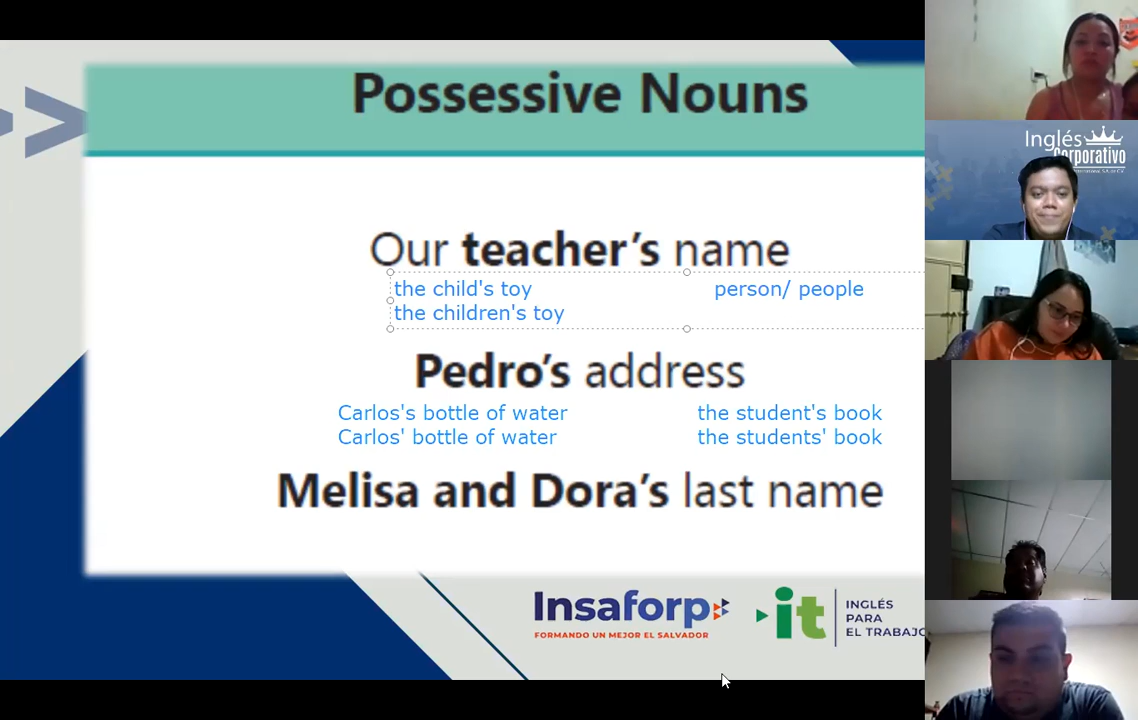 Possessive Nouns
Our teacher's name
the child's toy
person/ people
the children's toy
Pedro's address
Carlos's bottle of water
the student's book
Carlos' bottle of water
the students' book
Melisa and Dora's last name
Insaforp
FORMANDO UN MEJOR EL SALVADOR
it
INGLÉS
PARA
EL TRABAJO
Inglés
Corporativo